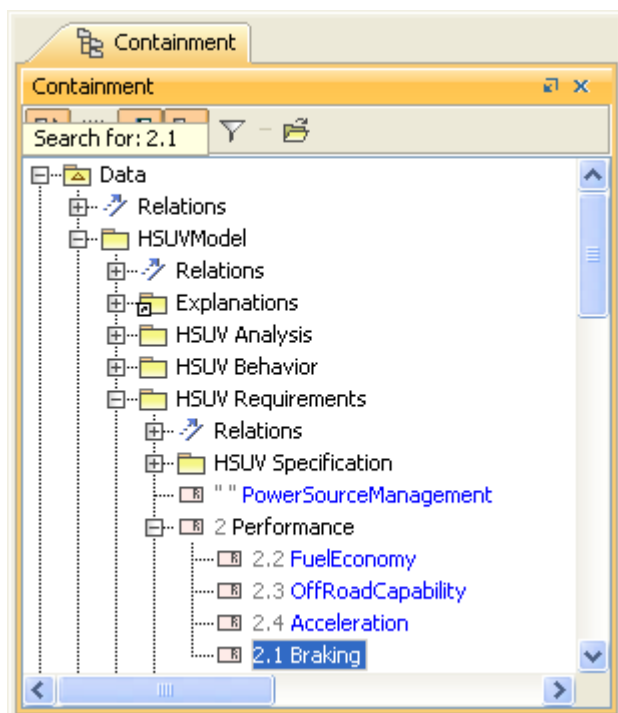 Containment
Containment
Search for: 2.1
Data
Relations
HSUVModel
Relations
Explanations
HSUV Analysis
HSUV Behavior
HSUV Requirements
Relations
HSUV Specification
" " PowerSourceManagement
2 Performance
2.2 FuelEconomy
2.3 OffRoadCapability
2.4 Acceleration
2.1 Braking